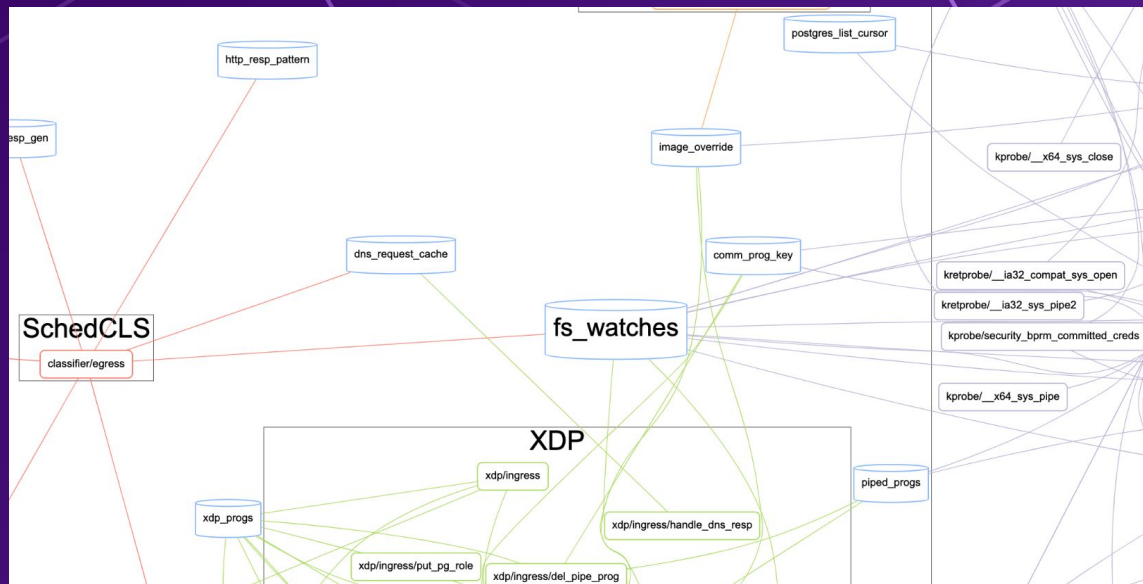 postgres_list_cursor
http_resp_pattern
esp_gen
image_override
kprobe/__x64_sys_close
dns_request_cache
comm_prog_key
kretprobe/__ia32_compat_sys_open
kretprobe/__ia32_sys_pipe2
SchedCLS
fs_watches
kprobe/security_bprm_committed_creds
classifier/egress
kprobe/__x64_sys_pipe
XDP
xdp/ingress
piped_progs
xdp_progs
xdp/ingress/handle_dns_resp
xdp/ingress/put_pg_role
xdp/ingress/del_pipe_prog